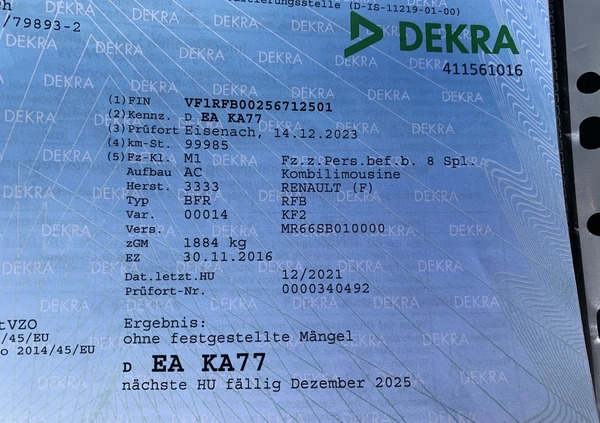 ch
tierungsstelle (D-IS-11219-01-00)
/79893-2
DEKRA
411561016
(1) FIN VF1RFB00256712501
(2) Kennz. D EA KA77
(3) Prüfort Eisenach, 14.12.2023
(4) km-St. 99985
(5) Fz-Kl. M1 Fz.z.Pers.bef.b. 8 Spl.
Aufbau AC Kombilimousine
Herst. 3333 RENAULT (F)
Typ BFR RFB
Var. 00014 KF2
Vers. MR66SB010000
zGM 1884 kg
EZ 30.11.2016
Dat.letzt.HU 12/2021
Prüfort-Nr. 0000340492
tVZO
/45/EU
o 2014/45/EU
Ergebnis:
ohne festgestellte Mängel
D EA KA77
nächste HU fällig Dezember 2025